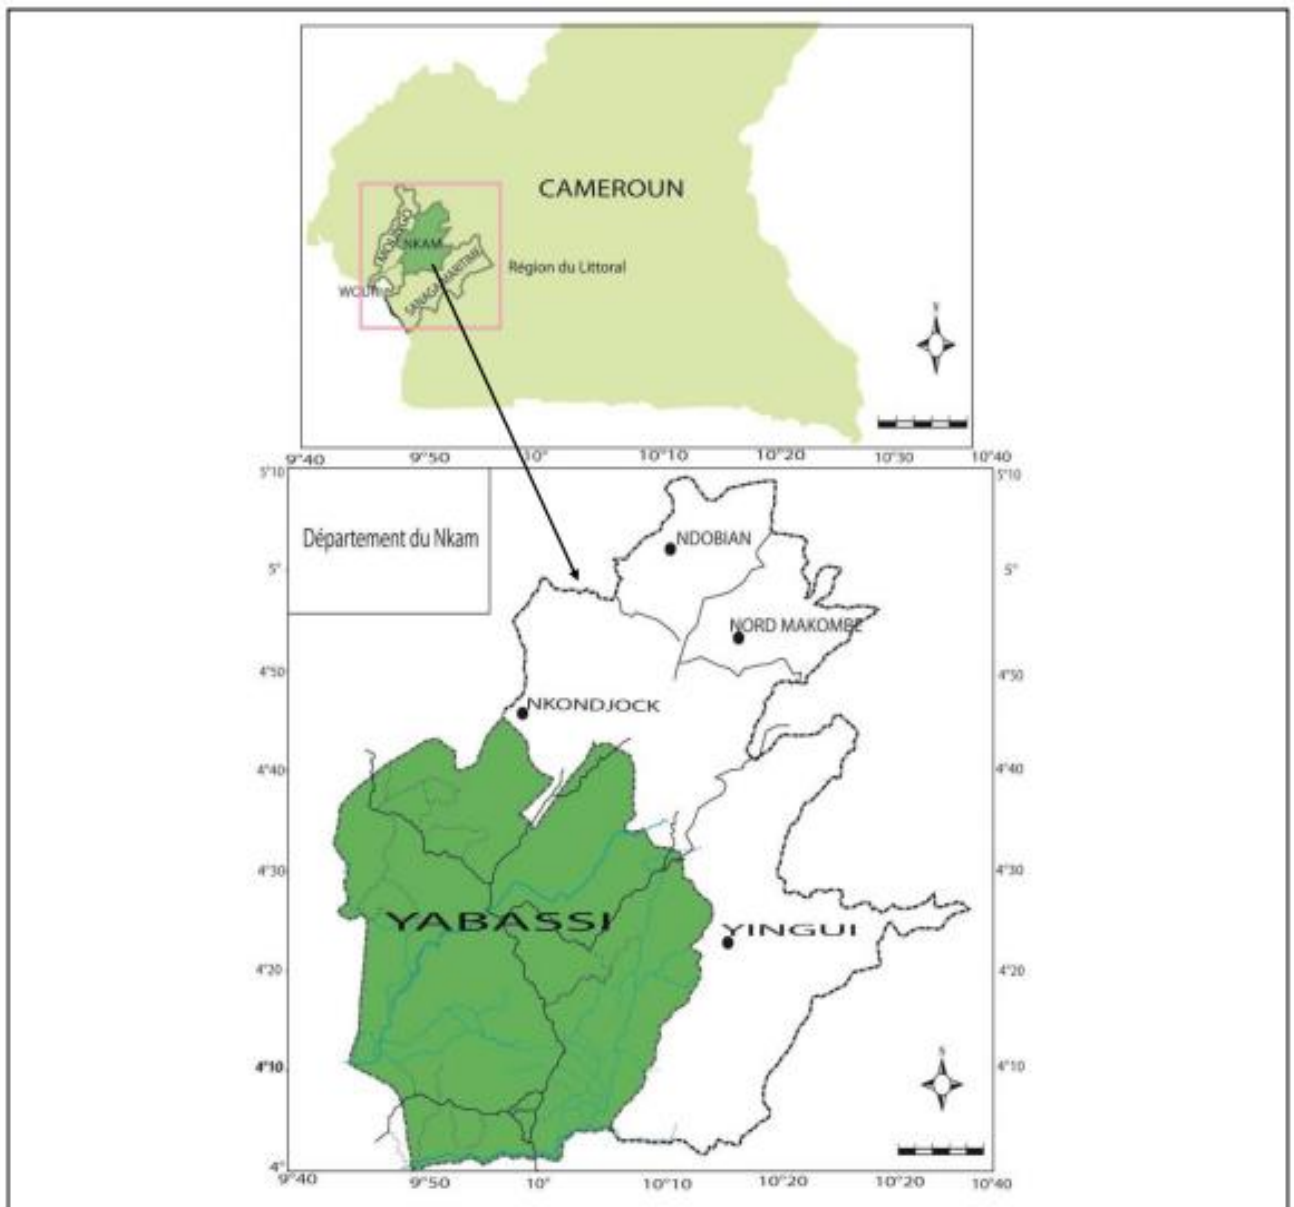 CAMEROUN
MOUNGO
NKAM
Région du Littoral
WOURI
SANAGA MARITIME
N
9°40 9°50 10° 10°10 10°20 10°30 10°40
5°10 5°10
Département du Nkam
NDOBIAN
5° 5°
NORD MAKOMBE
4°50 4°50
NKONDJOCK
4°40 4°40
4°30 4°30
YABASSI
YINGUI
4°20 4°20
4°10 4°10
N
4°
9°40 9°50 10° 10°10 10°20 10°20 10°40